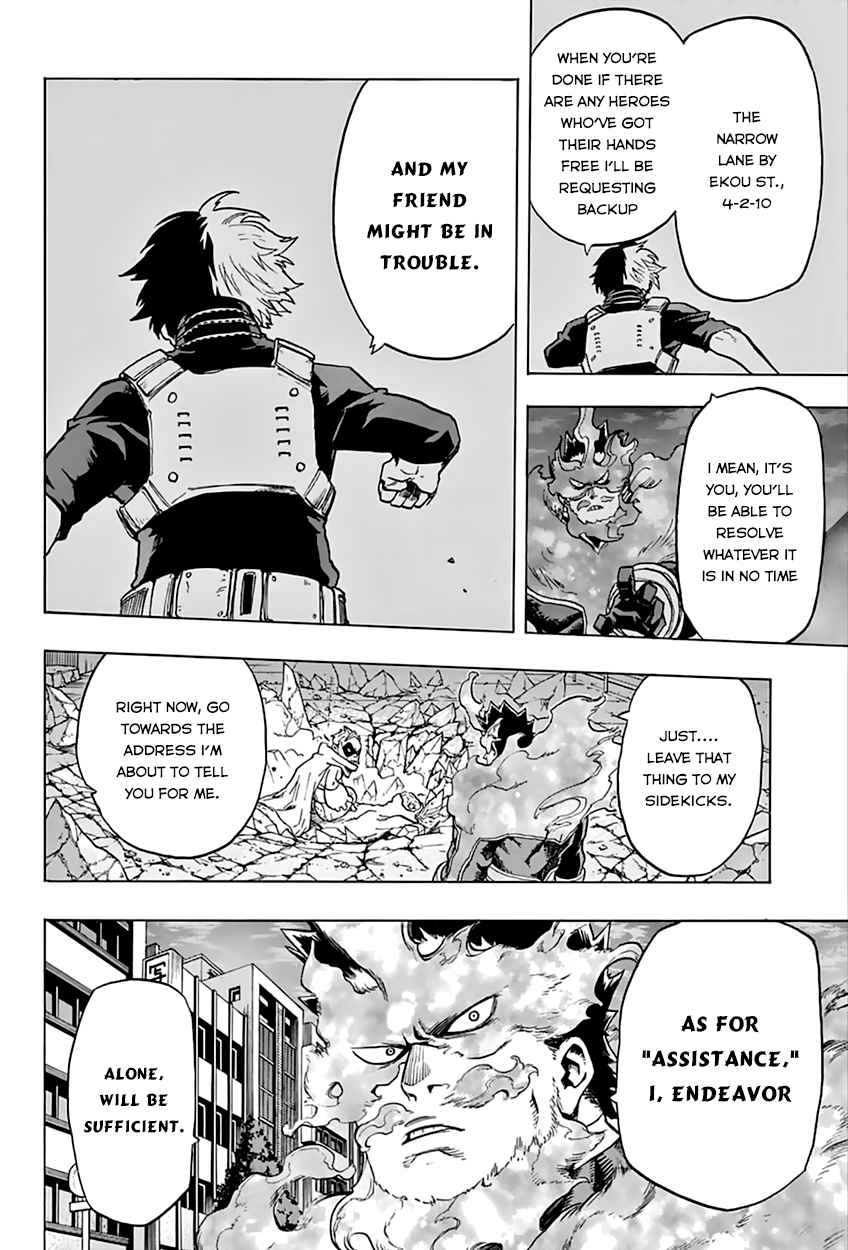 THE
NARROW
LANE BY
EKOU ST.,
4-2-10
WHEN YOU'RE
DONE IF THERE
ARE ANY HEROES
WHO'VE GOT
THEIR HANDS
FREE I'LL BE
REQUESTING
BACKUP
I MEAN, IT'S
YOU, YOU'LL
BE ABLE TO
RESOLVE
WHATEVER IT
IS IN NO TIME
AND MY
FRIEND
MIGHT BE IN
TROUBLE.
JUST....
LEAVE THAT
THING TO MY
SIDEKICKS.
RIGHT NOW, GO
TOWARDS THE
ADDRESS I'M
ABOUT TO TELL
YOU FOR ME.
AS FOR
"ASSISTANCE,"
I, ENDEAVOR
ALONE,
WILL BE
SUFFICIENT.
写